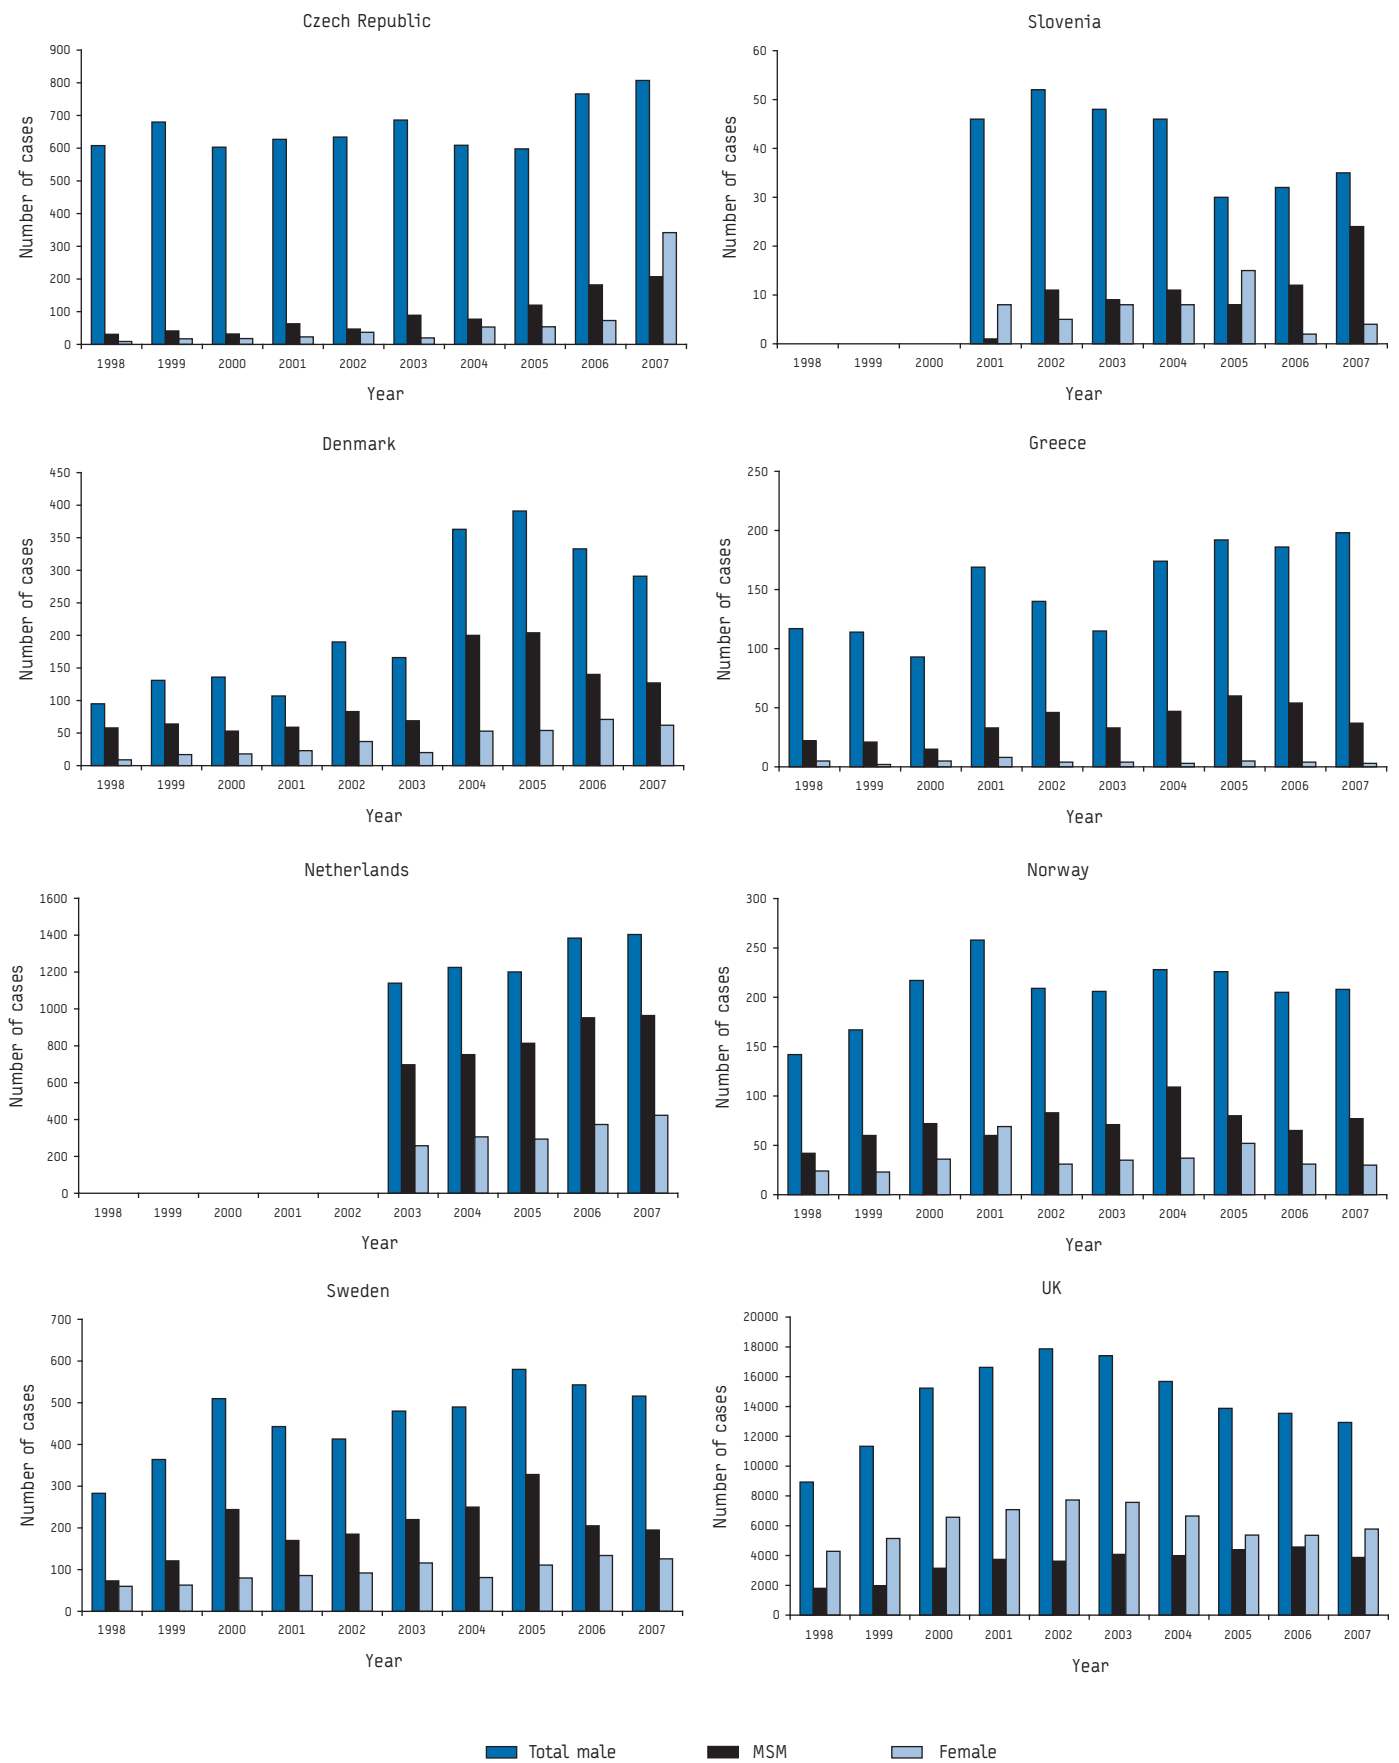 Czech Republic
Number of cases
900
800
700
600
500
400
300
200
100
0
1998 1999 2000 2001 2002 2003 2004 2005 2006 2007
Year
Slovenia
Number of cases
60
50
40
30
20
10
0
1998 1999 2000 2001 2002 2003 2004 2005 2006 2007
Year
Denmark
Number of cases
450
400
350
300
250
200
150
100
50
0
1998 1999 2000 2001 2002 2003 2004 2005 2006 2007
Year
Greece
Number of cases
250
200
150
100
50
0
1998 1999 2000 2001 2002 2003 2004 2005 2006 2007
Year
Netherlands
Number of cases
1600
1400
1200
1000
800
600
400
200
0
1998 1999 2000 2001 2002 2003 2004 2005 2006 2007
Year
Norway
Number of cases
300
250
200
150
100
50
0
1998 1999 2000 2001 2002 2003 2004 2005 2006 2007
Year
Sweden
Number of cases
700
600
500
400
300
200
100
0
1998 1999 2000 2001 2002 2003 2004 2005 2006 2007
Year
UK
Number of cases
20000
18000
16000
14000
12000
10000
8000
6000
4000
2000
0
1998 1999 2000 2001 2002 2003 2004 2005 2006 2007
Year
Total male MSM Female